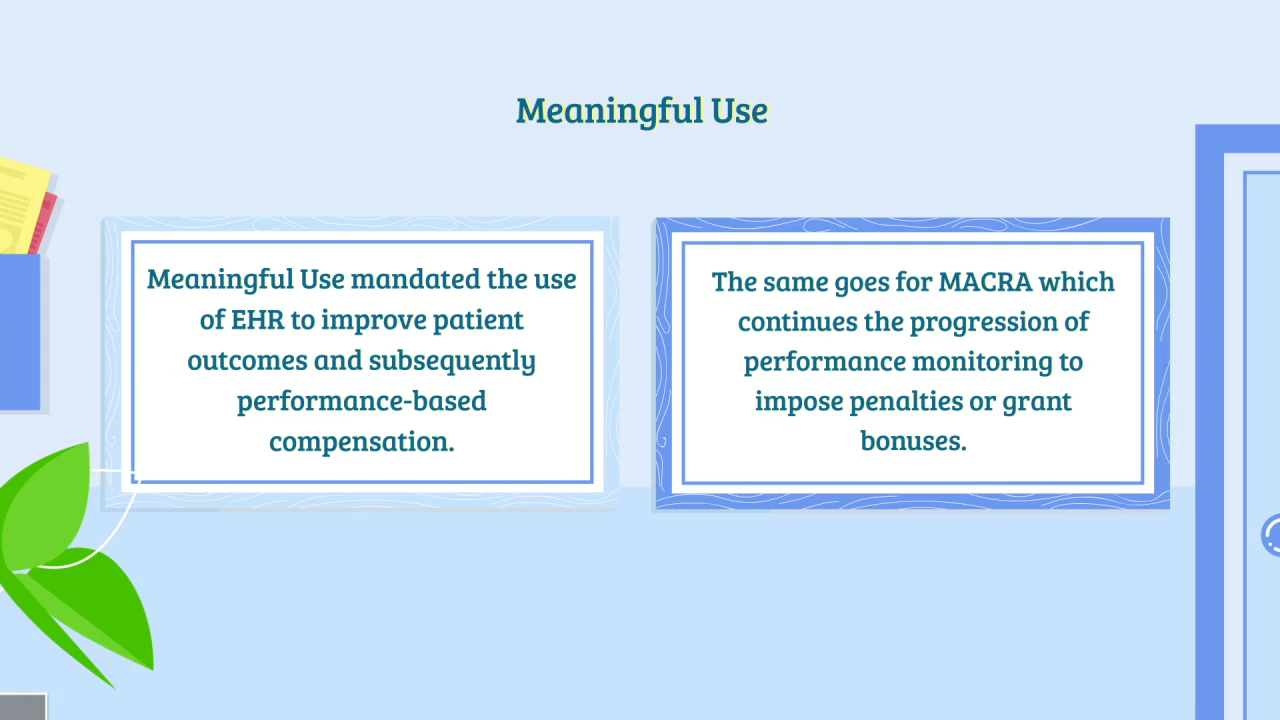 Meaningful Use
Meaningful Use mandated the use
of EHR to improve patient
outcomes and subsequently
performance-based
compensation.
The same goes for MACRA which
continues the progression of
performance monitoring to
impose penalties or grant
bonuses.